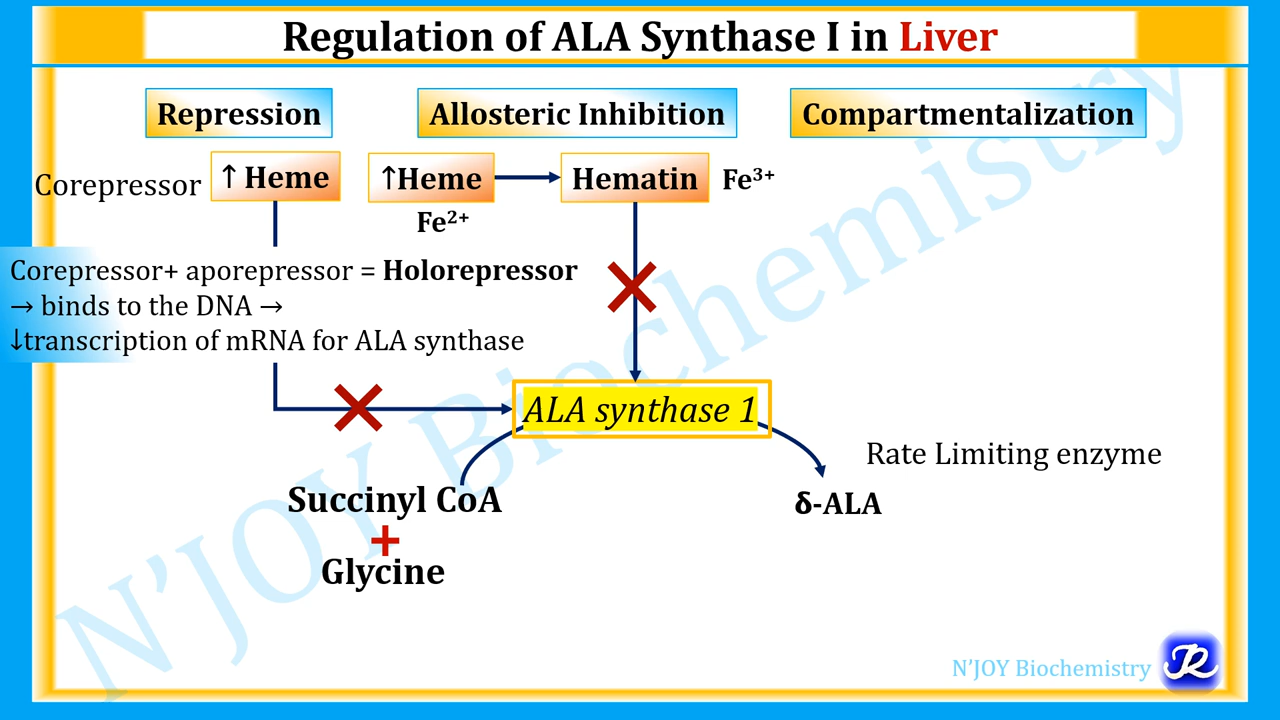 Regulation of ALA Synthase I in Liver
Repression
Allosteric Inhibition
Compartmentalization
Corepressor
↑ Heme
↑Heme
Hematin
Fe³⁺
Fe²⁺
Corepressor+ aporepressor = Holorepressor
→ binds to the DNA →
↓transcription of mRNA for ALA synthase
ALA synthase 1
Rate Limiting enzyme
Succinyl CoA
δ-ALA
+
Glycine
N'JOY Biochemistry
N'JOY Biochemistry
JR